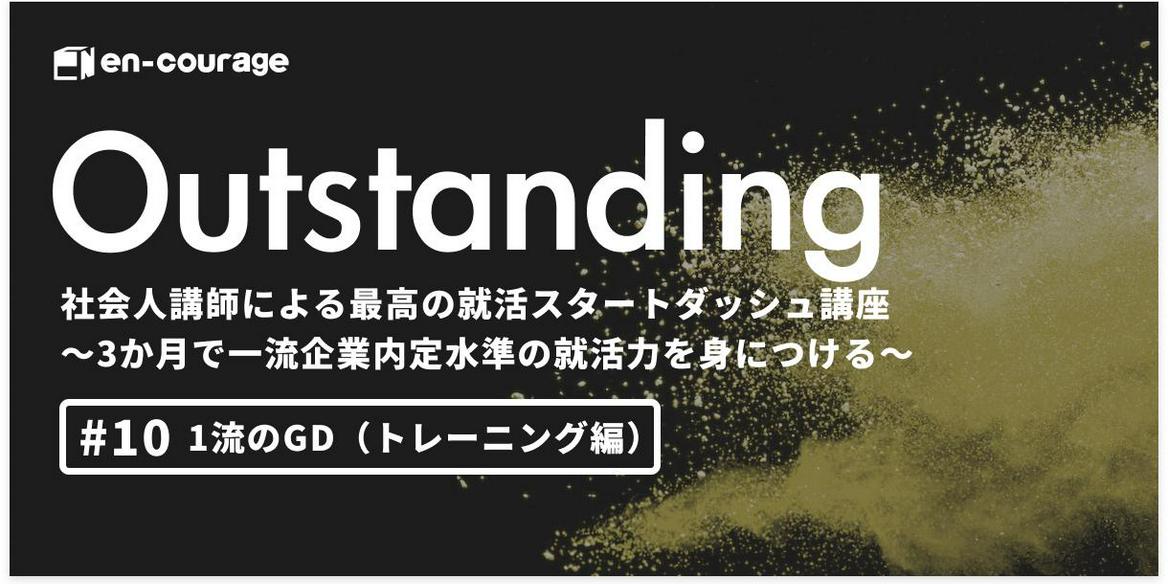 en-courage
Outstanding
社会人講師による最高の就活スタートダッシュ講座
～3か月で一流企業内定水準の就活力を身につける～
#10 1流のGD（トレーニング編）